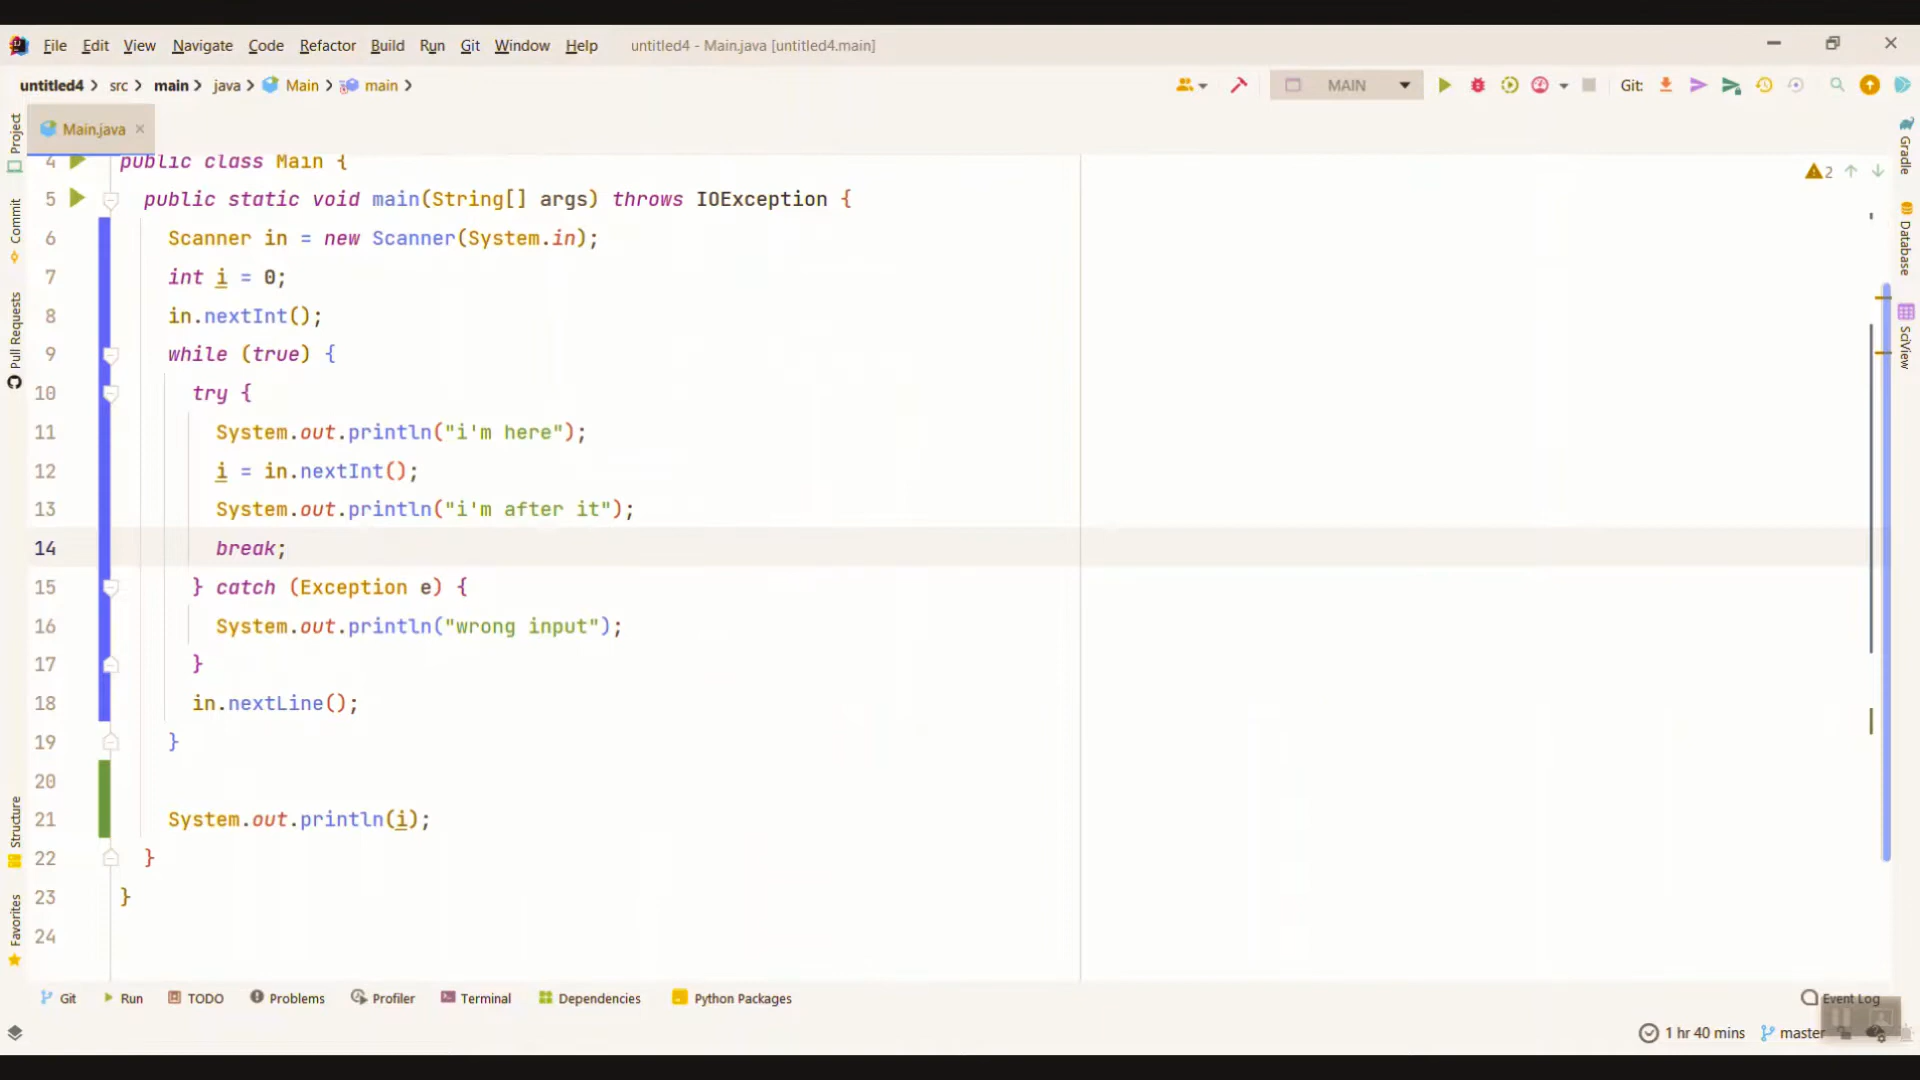 File Edit View Navigate Code Refactor Build Run Git Window Help untitled4 - Main.java [untitled4.main]
untitled4 src main java Main main MAIN Git:
Main.java
4 public class Main {
5 public static void main(String[] args) throws IOException {
6 Scanner in = new Scanner(System.in);
7 int i = 0;
8 in.nextInt();
9 while (true) {
10 try {
11 System.out.println("i'm here");
12 i = in.nextInt();
13 System.out.println("i'm after it");
14 break;
15 } catch (Exception e) {
16 System.out.println("wrong input");
17 }
18 in.nextLine();
19 }
20
21 System.out.println(i);
22 }
23 }
24
2
Project
Commit
Pull Requests
Structure
Favorites
Gradle
Database
SciView
Git Run TODO Problems Profiler Terminal Dependencies Python Packages Event Log
1 hr 40 mins master